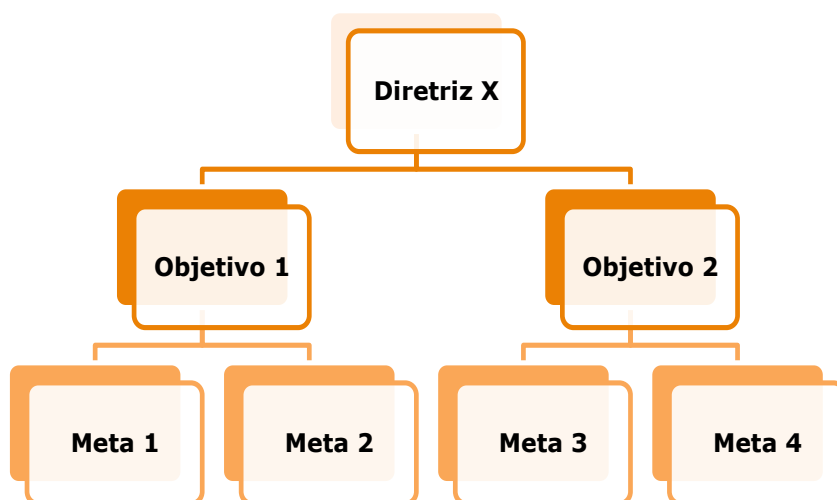 Diretriz X
Objetivo 1
Objetivo 2
Meta 1
Meta 2
Meta 3
Meta 4